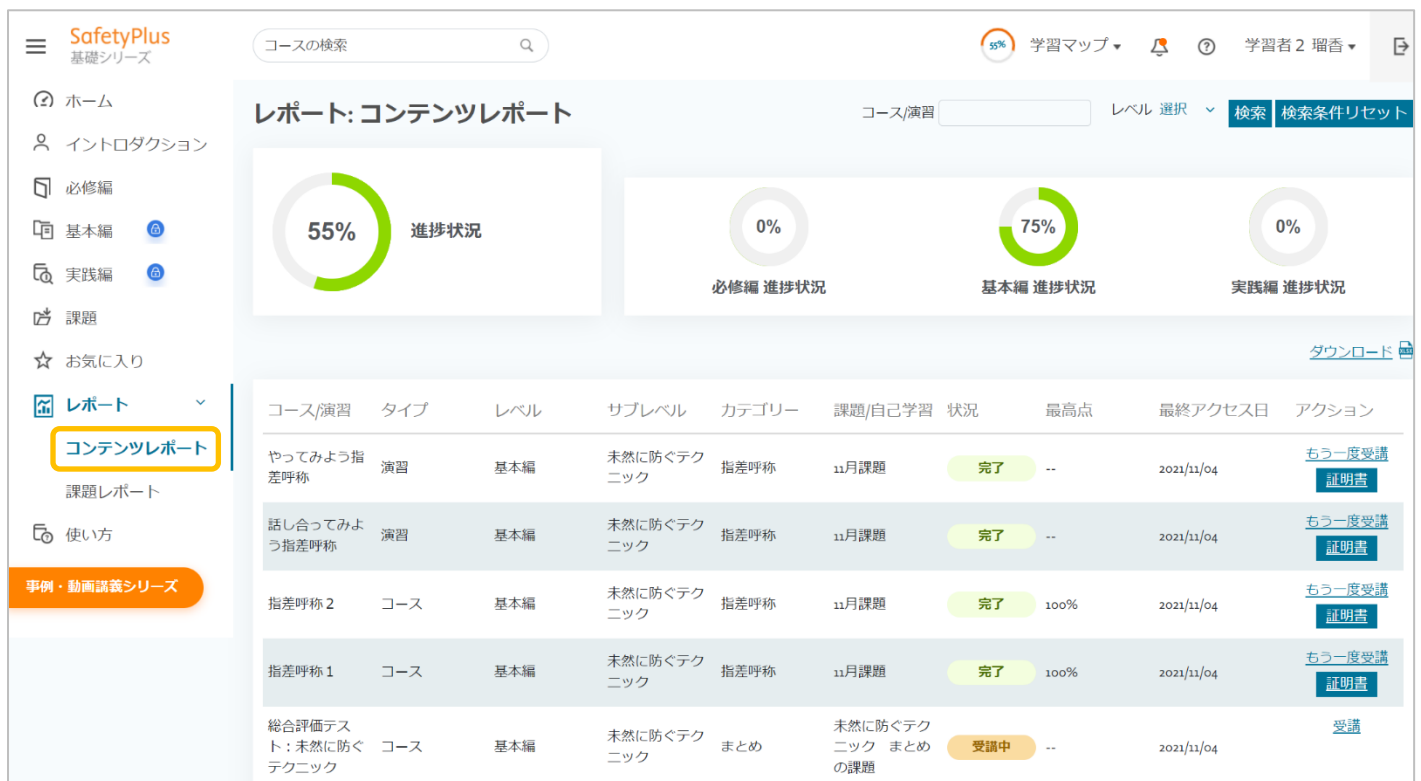 SafetyPlus
基礎シリーズ
コースの検索
55%
学習マップ
学習者2 瑠香
ホーム
イントロダクション
必修編
基本編
実践編
課題
お気に入り
レポート
コンテンツレポート
課題レポート
使い方
事例・動画講義シリーズ
レポート: コンテンツレポート
コース/演習
レベル 選択
検索
検索条件リセット
55%
進捗状況
0%
必修編 進捗状況
75%
基本編 進捗状況
0%
実践編 進捗状況
ダウンロード XLSX
コース/演習 タイプ レベル サブレベル カテゴリー 課題/自己学習 状況 最高点 最終アクセス日 アクション
やってみよう指
差呼称
演習
基本編
未然に防ぐテク
ニック
指差呼称
11月課題
完了
--
2021/11/04
もう一度受講
証明書
話し合ってみよ
う指差呼称
演習
基本編
未然に防ぐテク
ニック
指差呼称
11月課題
完了
--
2021/11/04
もう一度受講
証明書
指差呼称2
コース
基本編
未然に防ぐテク
ニック
指差呼称
11月課題
完了
100%
2021/11/04
もう一度受講
証明書
指差呼称1
コース
基本編
未然に防ぐテク
ニック
指差呼称
11月課題
完了
100%
2021/11/04
もう一度受講
証明書
総合評価テス
ト：未然に防ぐ
テクニック
コース
基本編
未然に防ぐテク
ニック
まとめ
未然に防ぐテク
ニック まとめ
の課題
受講中
--
2021/11/04
受講